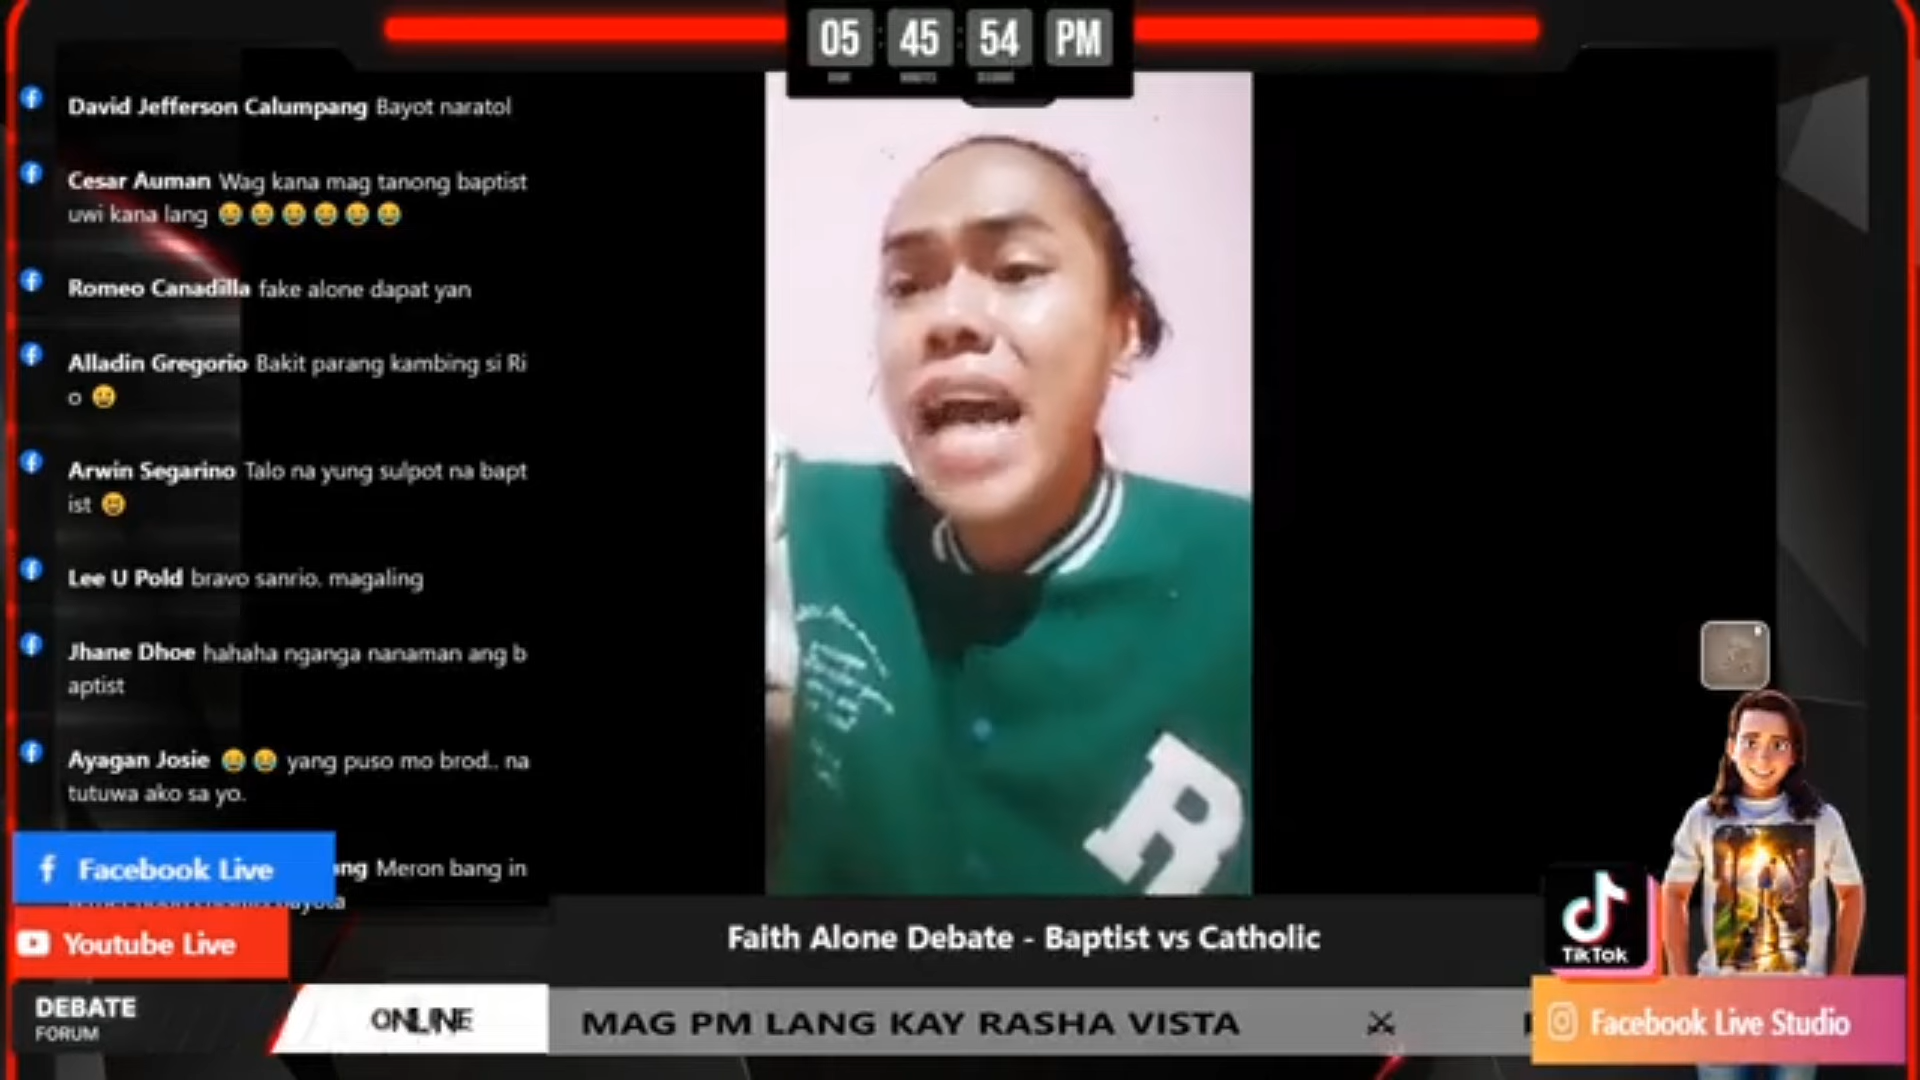 05 : 45 : 54 PM
David Jefferson Calumpang Bayot naratol
Cesar Auman Wag kana mag tanong baptist
uwi kana lang 😂😂😂😂😂😂
Romeo Canadilla fake alone dapat yan
Alladin Gregorio Bakit parang kambing si Ri
o 😀
Arwin Segarino Talo na yung sulpot na bapt
ist 😄
Lee U Pold bravo sanrio. magaling
Jhane Dhoe hahaha nganga nanaman ang b
aptist
Ayagan Josie 😂😂 yang puso mo brod.. na
tutuwa ako sa yo.
ng Meron bang in
Facebook Live
Youtube Live
R
Faith Alone Debate - Baptist vs Catholic
TikTok
DEBATE
FORUM
ONLINE
MAG PM LANG KAY RASHA VISTA
Facebook Live Studio